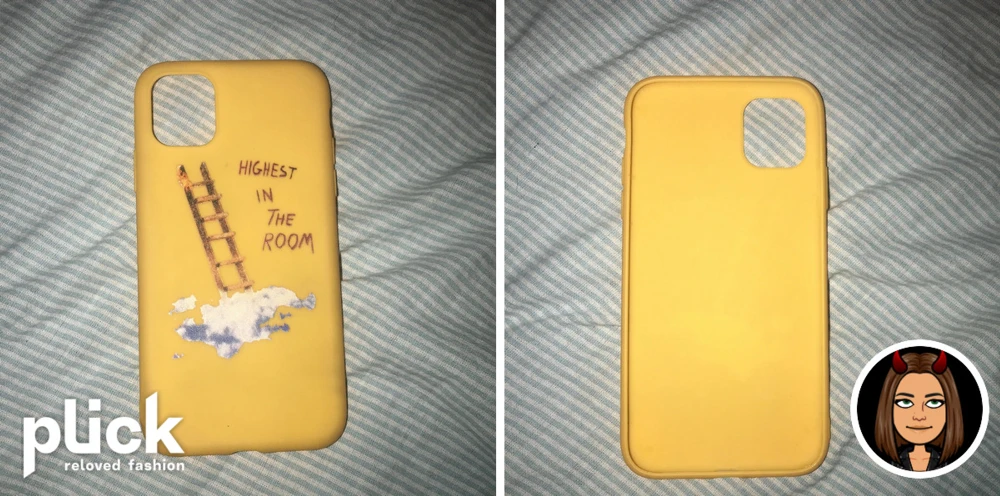 HIGHEST
IN
THE
ROOM
plick
reloved fashion